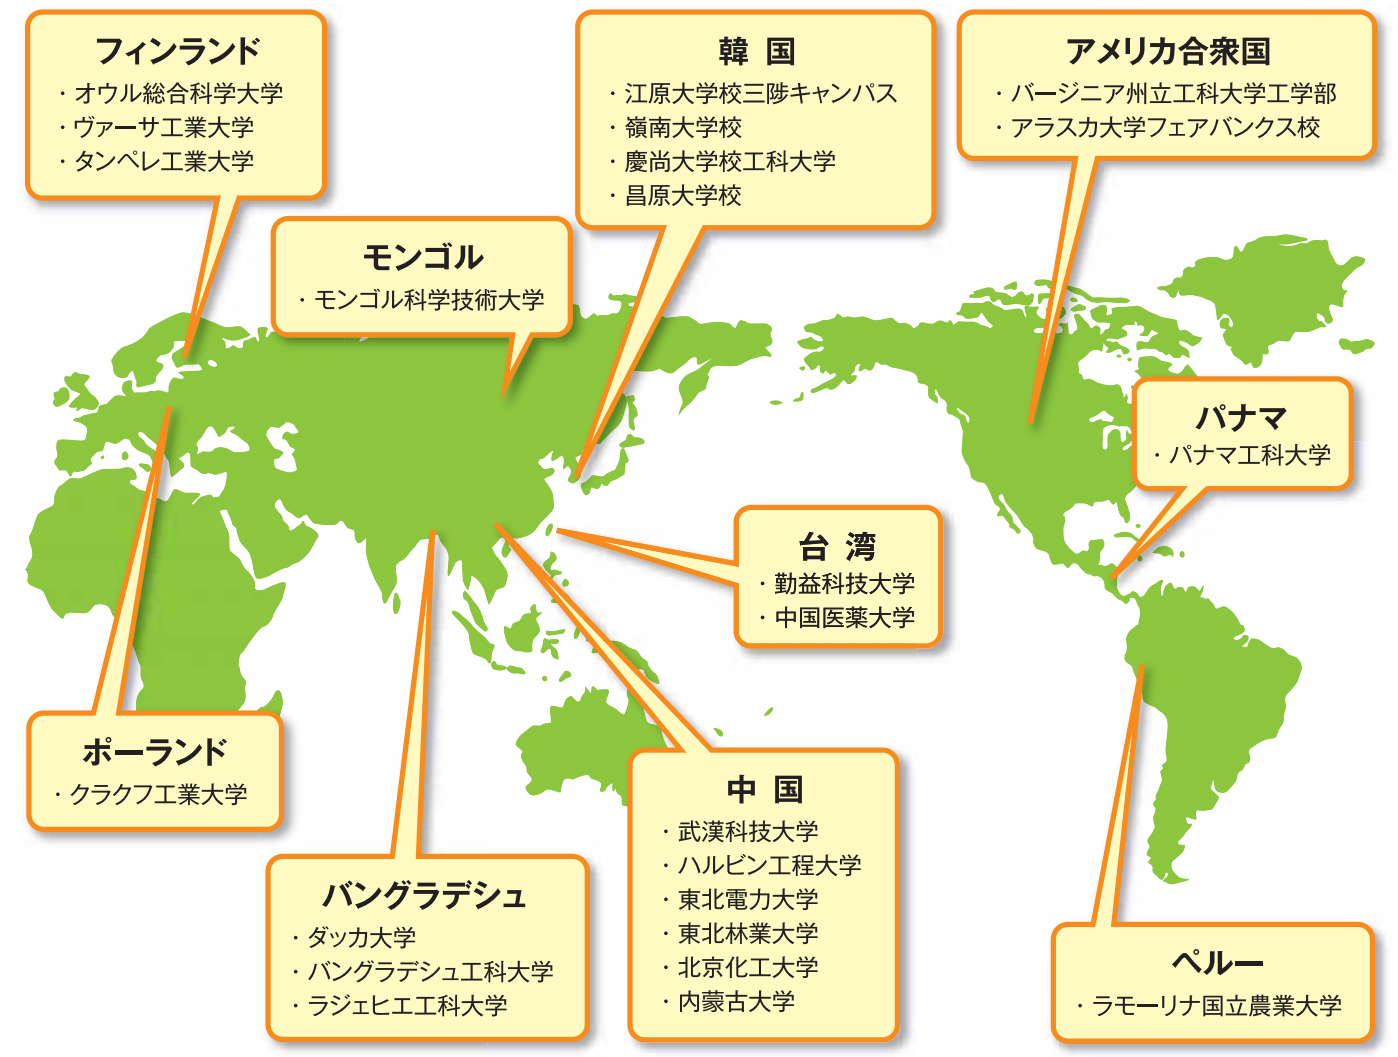 フィンランド
・オウル総合科学大学
・ヴァーサ工業大学
・タンペレ工業大学
韓 国
・江原大学校三陟キャンパス
・嶺南大学校
・慶尚大学校工科大学
・昌原大学校
アメリカ合衆国
・バージニア州立工科大学工学部
・アラスカ大学フェアバンクス校
モンゴル
・モンゴル科学技術大学
パナマ
・パナマ工科大学
台 湾
・勤益科技大学
・中国医薬大学
ポーランド
・クラクフ工業大学
バングラデシュ
・ダッカ大学
・バングラデシュ工科大学
・ラジェヒエ工科大学
中 国
・武漢科技大学
・ハルビン工程大学
・東北電力大学
・東北林業大学
・北京化工大学
・内蒙古大学
ペルー
・ラモーリナ国立農業大学